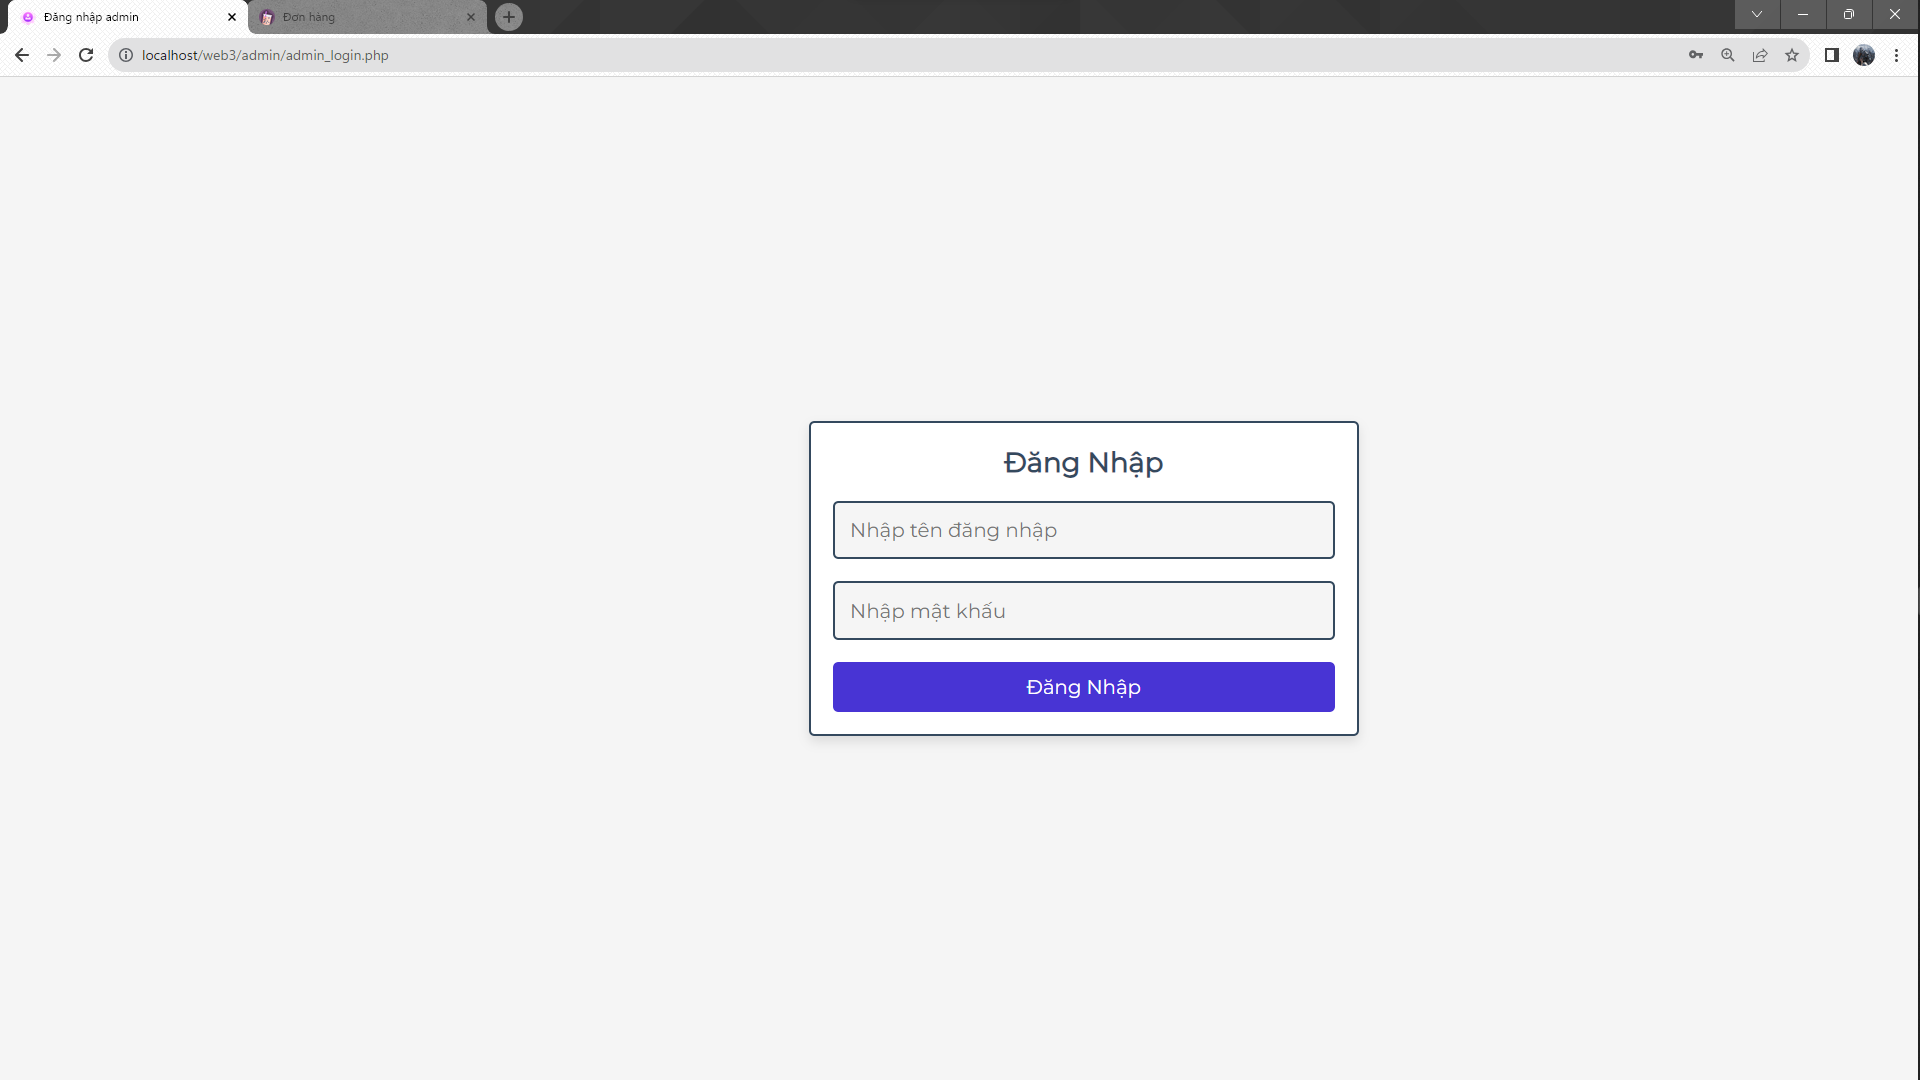 Đăng nhập admin
Đơn hàng
localhost/web3/admin/admin_login.php
Đăng Nhập
Nhập tên đăng nhập
Nhập mật khẩu
Đăng Nhập